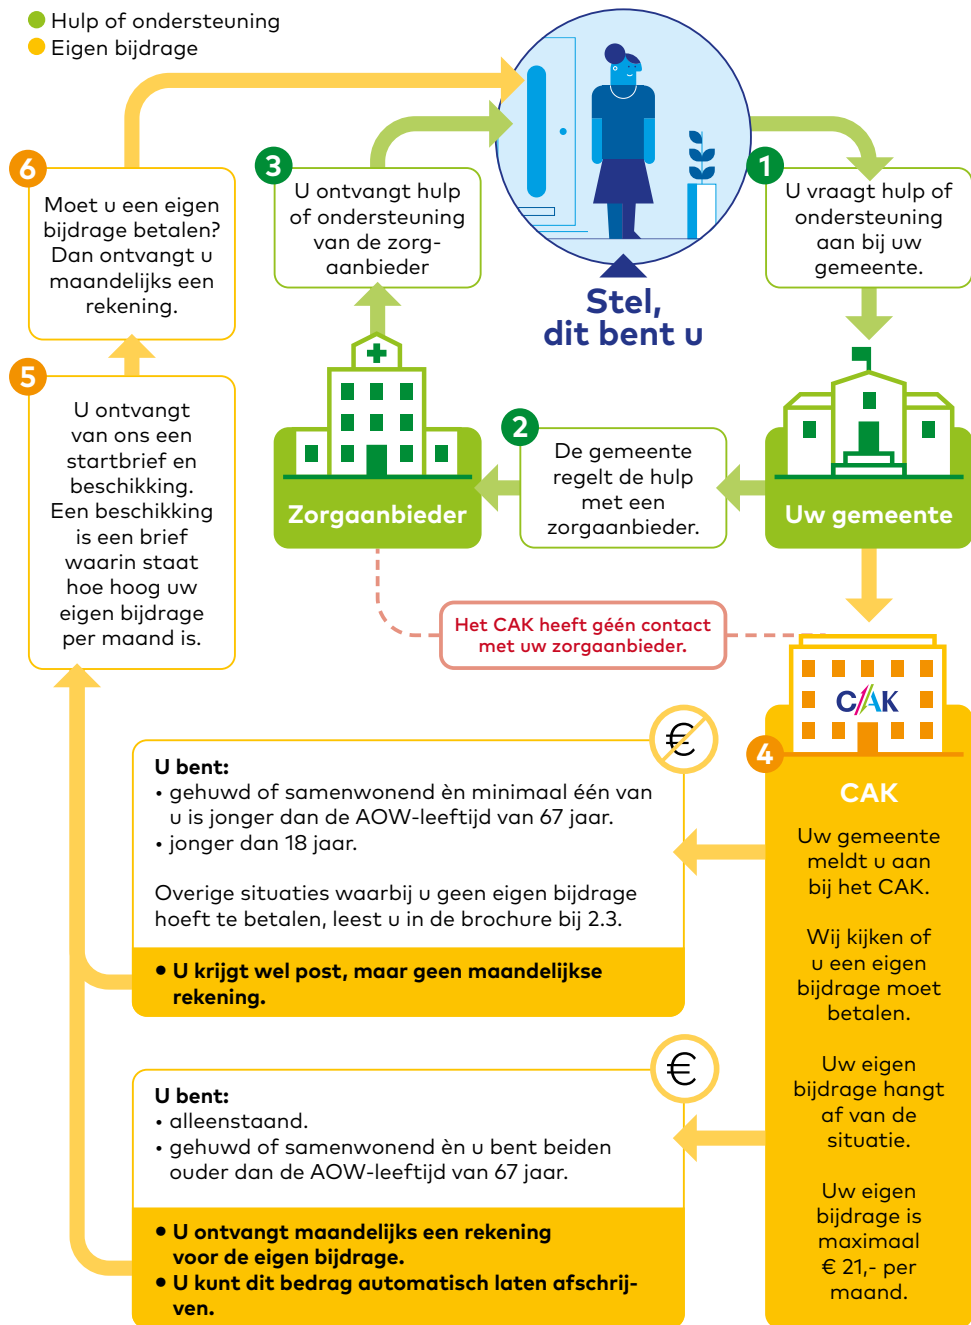 Hulp of ondersteuning
Eigen bijdrage
Stel,
dit bent u
1
U vraagt hulp of
ondersteuning
aan bij uw
gemeente.
Uw gemeente
2
De gemeente
regelt de hulp
met een
zorgaanbieder.
Zorgaanbieder
3
U ontvangt hulp
of ondersteuning
van de zorg-
aanbieder
Het CAK heeft géén contact
met uw zorgaanbieder.
CAK
4
CAK
Uw gemeente
meldt u aan
bij het CAK.
Wij kijken of
u een eigen
bijdrage moet
betalen.
Uw eigen
bijdrage hangt
af van de
situatie.
Uw eigen
bijdrage is
maximaal
€ 21,- per
maand.
€
U bent:
• gehuwd of samenwonend èn minimaal één van
u is jonger dan de AOW-leeftijd van 67 jaar.
• jonger dan 18 jaar.
Overige situaties waarbij u geen eigen bijdrage
hoeft te betalen, leest u in de brochure bij 2.3.
• U krijgt wel post, maar geen maandelijkse
rekening.
€
U bent:
• alleenstaand.
• gehuwd of samenwonend èn u bent beiden
ouder dan de AOW-leeftijd van 67 jaar.
• U ontvangt maandelijks een rekening
voor de eigen bijdrage.
• U kunt dit bedrag automatisch laten afschrij-
ven.
5
U ontvangt
van ons een
startbrief en
beschikking.
Een beschikking
is een brief
waarin staat
hoe hoog uw
eigen bijdrage
per maand is.
6
Moet u een eigen
bijdrage betalen?
Dan ontvangt u
maandelijks een
rekening.